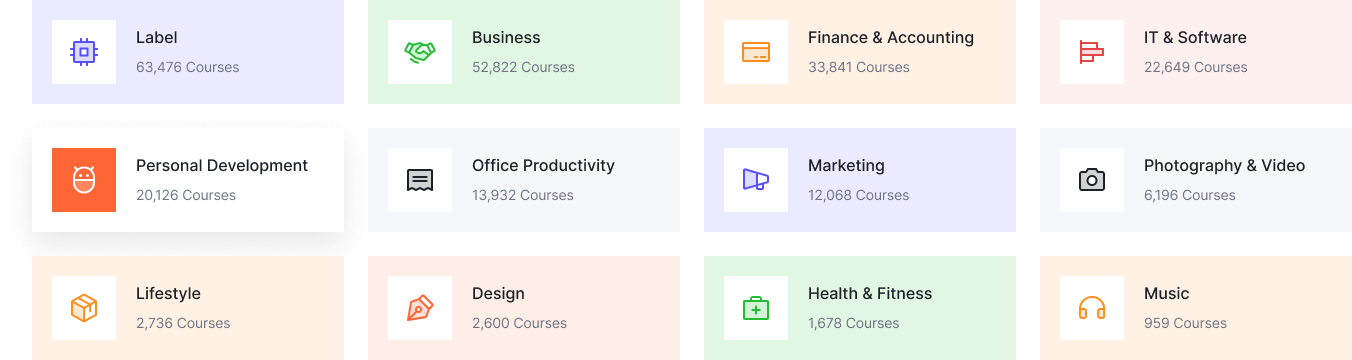 Label
63,476 Courses
Business
52,822 Courses
Finance & Accounting
33,841 Courses
IT & Software
22,649 Courses
Personal Development
20,126 Courses
Office Productivity
13,932 Courses
Marketing
12,068 Courses
Photography & Video
6,196 Courses
Lifestyle
2,736 Courses
Design
2,600 Courses
Health & Fitness
1,678 Courses
Music
959 Courses